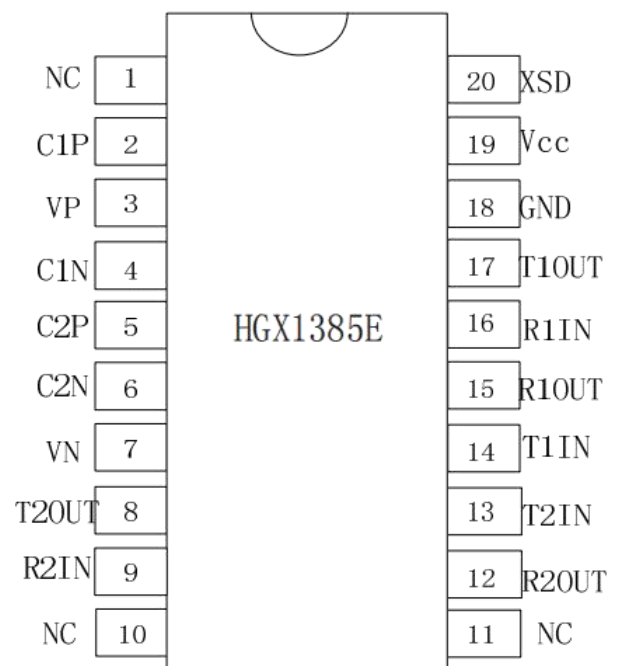 NC 1
C1P 2
VP 3
C1N 4
C2P 5
C2N 6
VN 7
T2OUT 8
R2IN 9
NC 10
HGX1385E
20 XSD
19 Vcc
18 GND
17 T1OUT
16 R1IN
15 R1OUT
14 T1IN
13 T2IN
12 R2OUT
11 NC